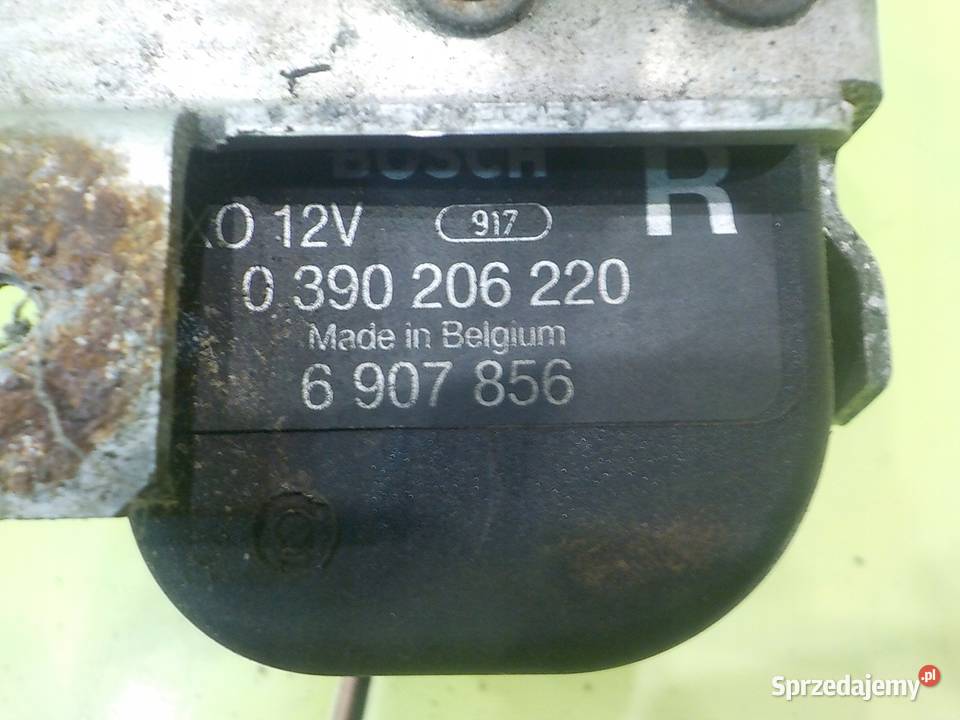 BOSCH
R
XO 12V 917
0 390 206 220
Made in Belgium
6 907 856
Sprzedajemy.pl